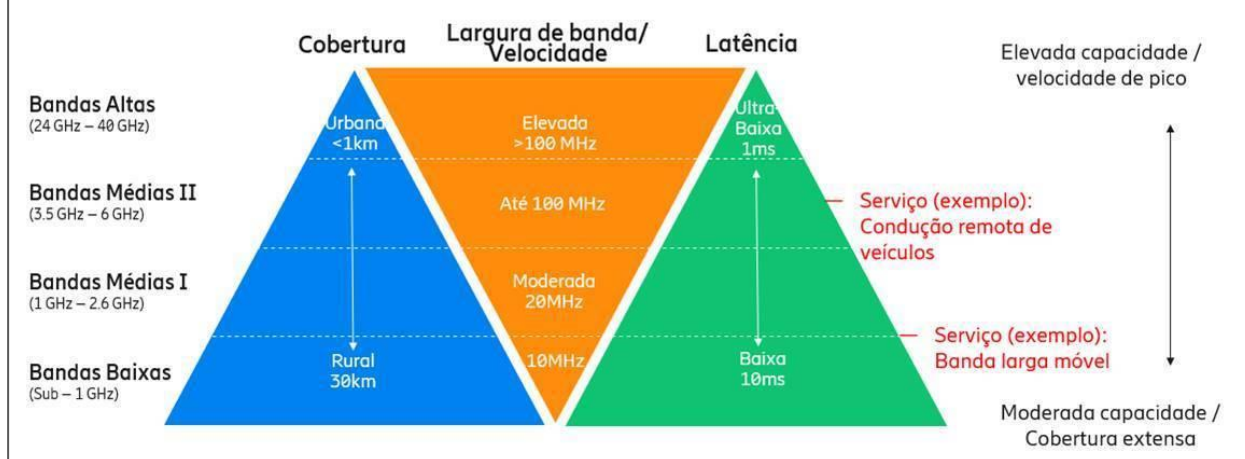 Cobertura
Largura de banda/
Velocidade
Latência
Elevada capacidade /
velocidade de pico
Bandas Altas
(24 GHz – 40 GHz)
Urbana
<1km
Elevada
>100 MHz
Ultra-
Baixa
1ms
Bandas Médias II
(3.5 GHz – 6 GHz)
Até 100 MHz
Serviço (exemplo):
Condução remota de
veículos
Bandas Médias I
(1 GHz – 2.6 GHz)
Moderada
20MHz
Serviço (exemplo):
Banda larga móvel
Bandas Baixas
(Sub – 1 GHz)
Rural
30km
10MHz
Baixa
10ms
Moderada capacidade /
Cobertura extensa